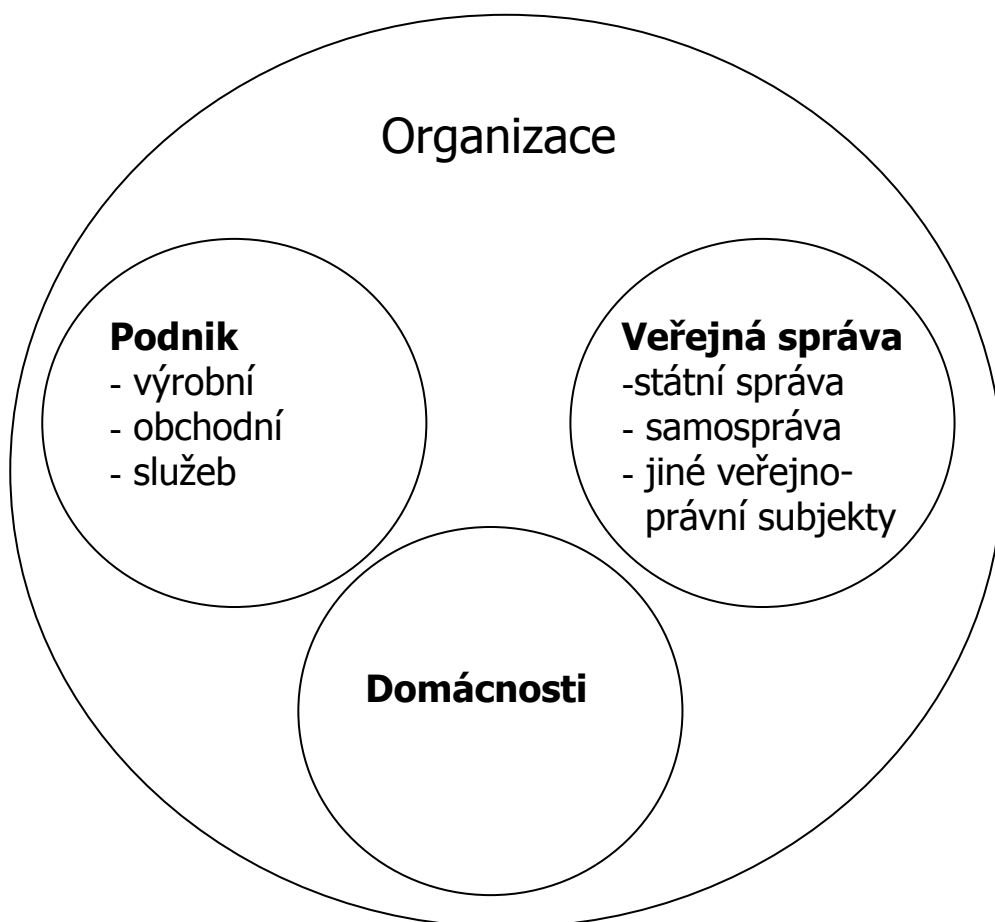 Organizace
Podnik
- výrobní
- obchodní
- služeb
Veřejná správa
-státní správa
- samospráva
- jiné veřejno-
právní subjekty
Domácnosti